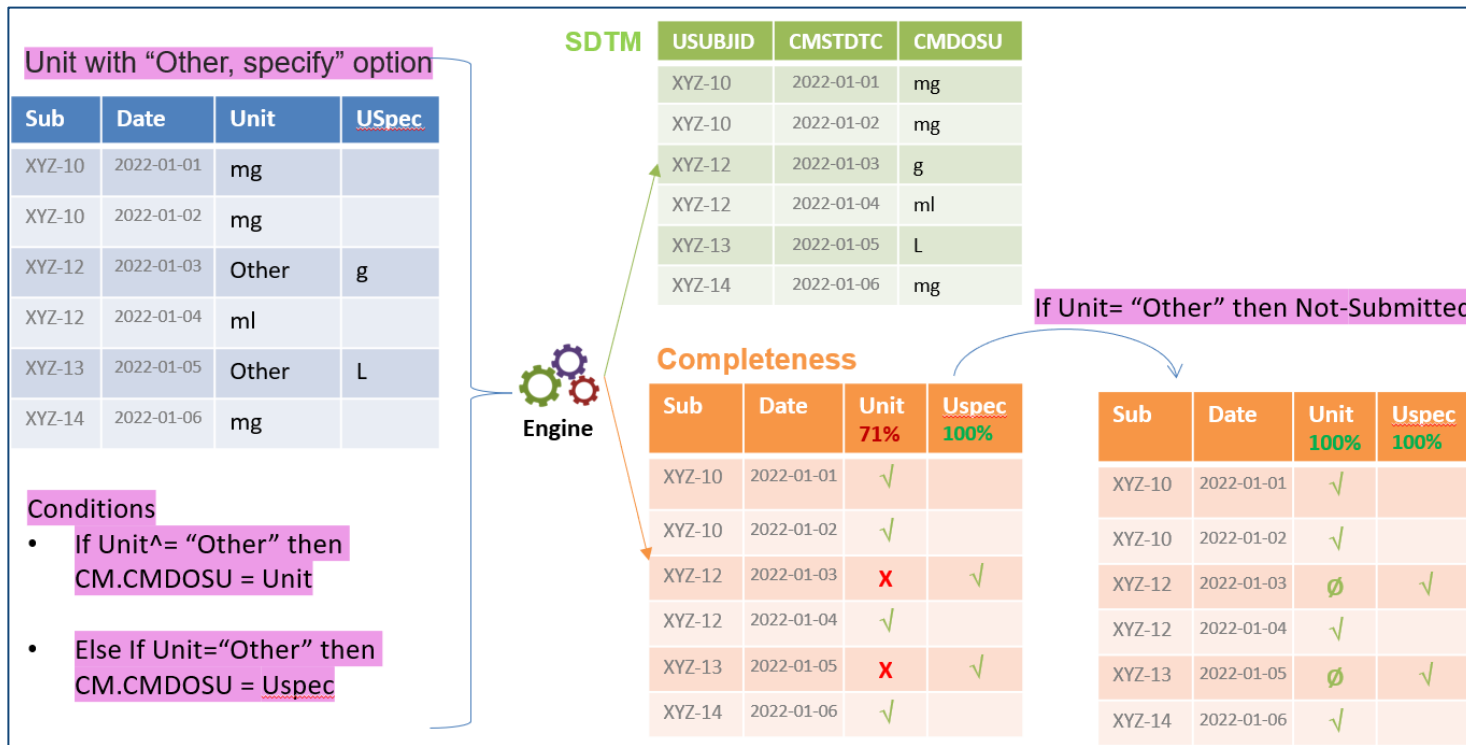 Unit with “Other, specify” option
Sub Date Unit USpec
XYZ-10 2022-01-01 mg
XYZ-10 2022-01-02 mg
XYZ-12 2022-01-03 Other g
XYZ-12 2022-01-04 ml
XYZ-13 2022-01-05 Other L
XYZ-14 2022-01-06 mg
Conditions
• If Unit^= “Other” then
CM.CMDOSU = Unit
• Else If Unit=“Other” then
CM.CMDOSU = Uspec
Engine
SDTM
USUBJID CMSTDTC CMDOSU
XYZ-10 2022-01-01 mg
XYZ-10 2022-01-02 mg
XYZ-12 2022-01-03 g
XYZ-12 2022-01-04 ml
XYZ-13 2022-01-05 L
XYZ-14 2022-01-06 mg
Completeness
Sub Date Unit Uspec
71% 100%
XYZ-10 2022-01-01 √
XYZ-10 2022-01-02 √
XYZ-12 2022-01-03 X √
XYZ-12 2022-01-04 √
XYZ-13 2022-01-05 X √
XYZ-14 2022-01-06 √
If Unit= “Other” then Not-Submitted
Sub Date Unit Uspec
100% 100%
XYZ-10 2022-01-01 √
XYZ-10 2022-01-02 √
XYZ-12 2022-01-03 Ø √
XYZ-12 2022-01-04 √
XYZ-13 2022-01-05 Ø √
XYZ-14 2022-01-06 √